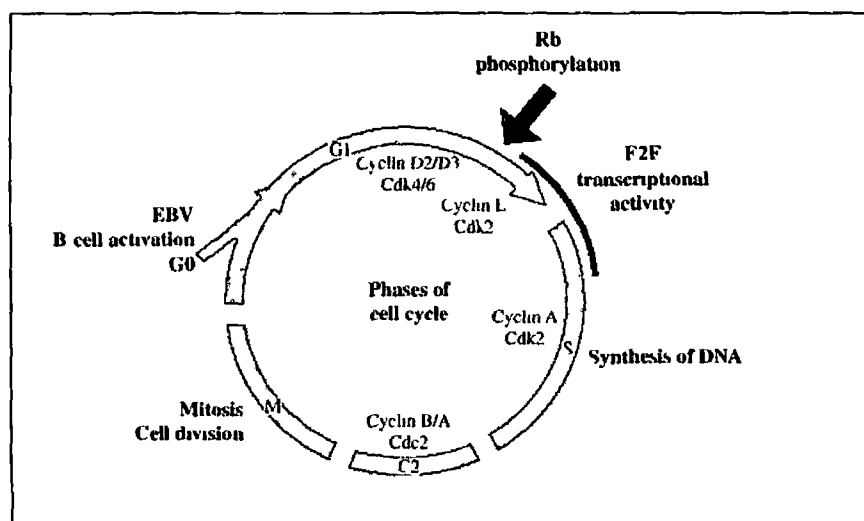 Rb
phosphorylation
F2F
transcriptional
activity
G1
Cyclin D2/D3
Cdk4/6
Cyclin E
Cdk2
EBV
B cell activation
G0
Phases of
cell cycle
Cyclin A
Cdk2
S
Synthesis of DNA
Mitosis
Cell division
M
Cyclin B/A
Cdc2
C2